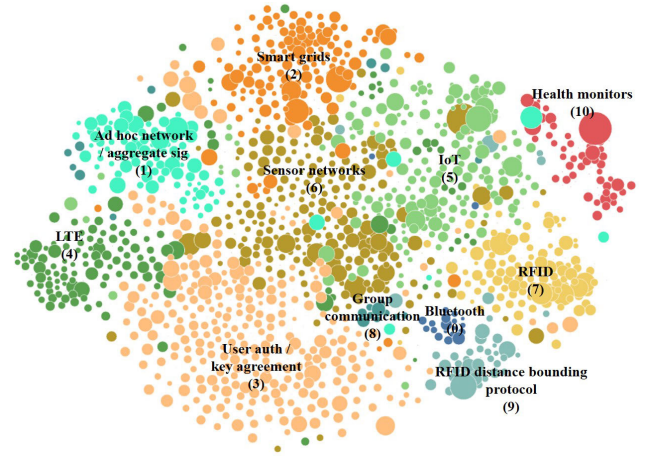 Smart grids
(2)
Health monitors
(10)
Ad hoc network
/ aggregate sig
(1)
Sensor networks
(6)
IoT
(5)
LTE
(4)
RFID
(7)
Group
communication
(8)
Bluetooth
(0)
User auth /
key agreement
(3)
RFID distance bounding
protocol
(9)